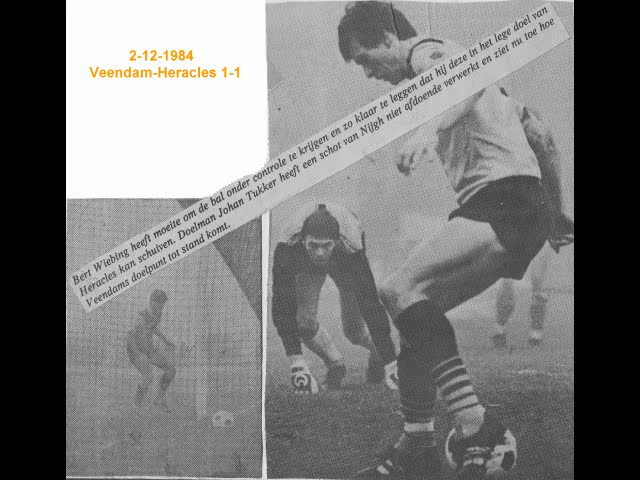 2-12-1984
Veendam-Heracles 1-1
Bert Wiebing heeft moeite om de bal onder controle te krijgen en zo klaar te leggen dat hij deze in het lege doel van
Heracles kan schuiven. Doelman Johan Tukker heeft een schot van Nijgh niet afdoende verwerkt en ziet nu toe hoe
Veendams doelpunt tot stand komt.